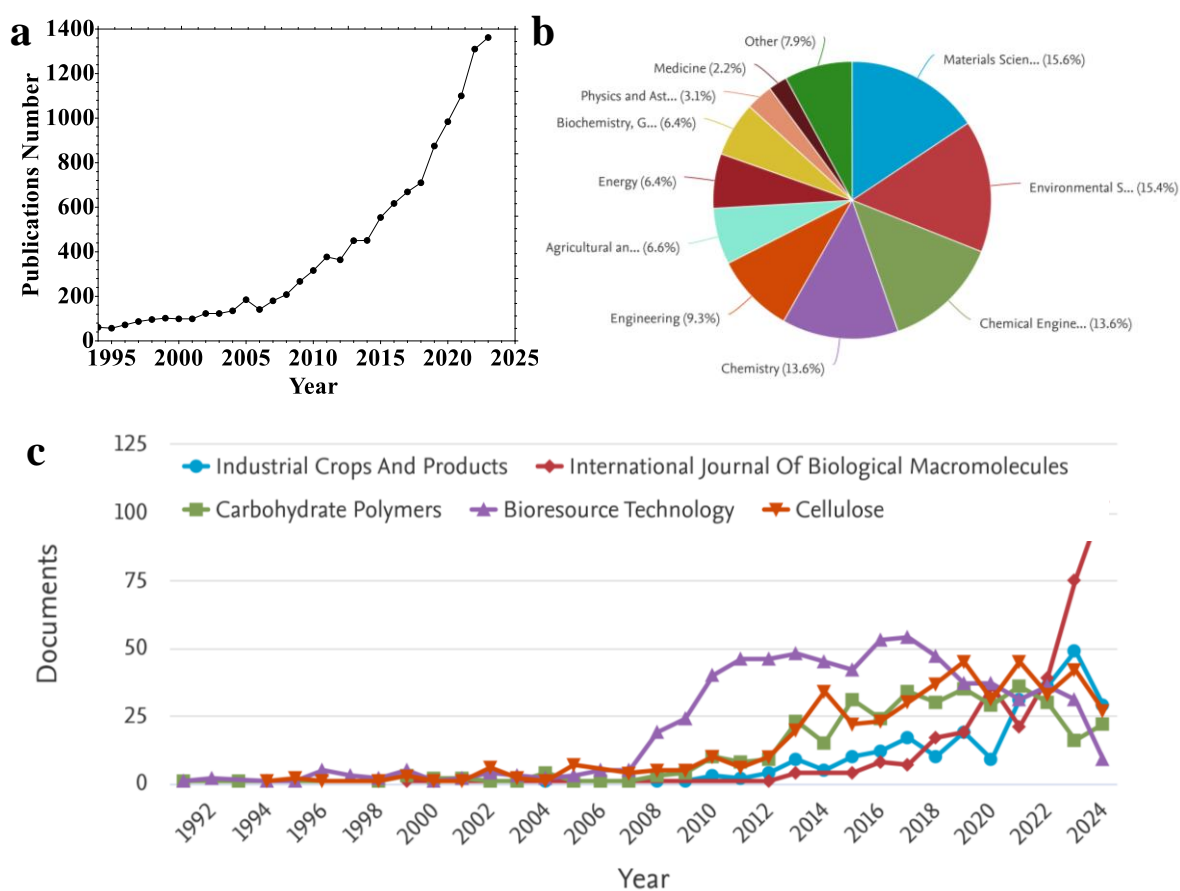 a
Publications Number
1400
1200
1000
800
600
400
200
0
1995 2000 2005 2010 2015 2020 2025
Year
b
Other (7.9%)
Medicine (2.2%)
Physics and Ast... (3.1%)
Biochemistry, G... (6.4%)
Energy (6.4%)
Agricultural an... (6.6%)
Engineering (9.3%)
Chemistry (13.6%)
Materials Scien... (15.6%)
Environmental S... (15.4%)
Chemical Engine... (13.6%)
c
Industrial Crops And Products International Journal Of Biological Macromolecules
Carbohydrate Polymers Bioresource Technology Cellulose
Documents
125
100
75
50
25
0
1992 1994 1996 1998 2000 2002 2004 2006 2008 2010 2012 2014 2016 2018 2020 2022 2024
Year